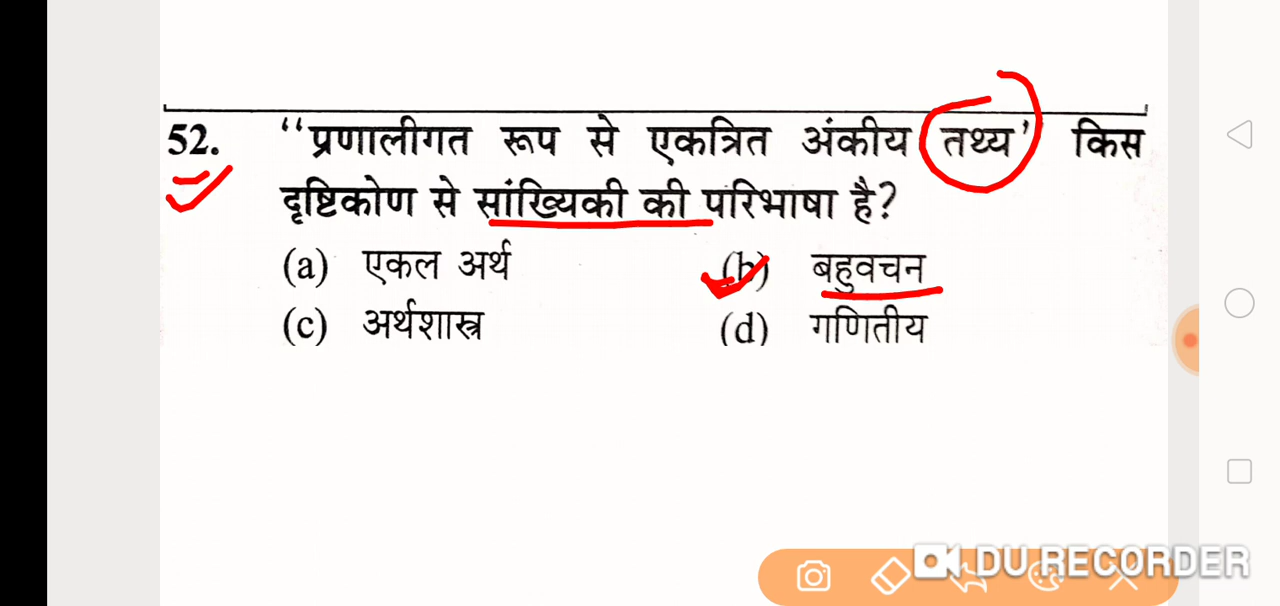 52. ‘‘प्रणालीगत रूप से एकत्रित अंकीय तथ्य’ किस
दृष्टिकोण से सांख्यिकी की परिभाषा है?
(a) एकल अर्थ (b) बहुवचन
(c) अर्थशास्त्र (d) गणितीय
DU RECORDER